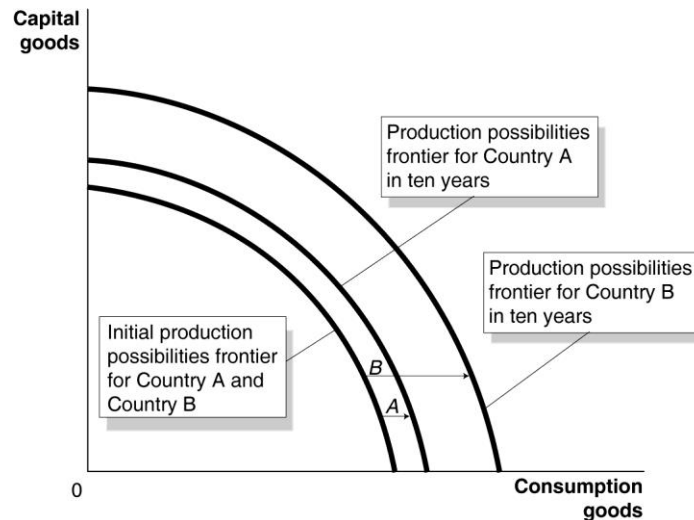 Capital
goods
Production possibilities
frontier for Country A
in ten years
Production possibilities
frontier for Country B
in ten years
Initial production
possibilities frontier
for Country A and
Country B
B
A
0
Consumption
goods